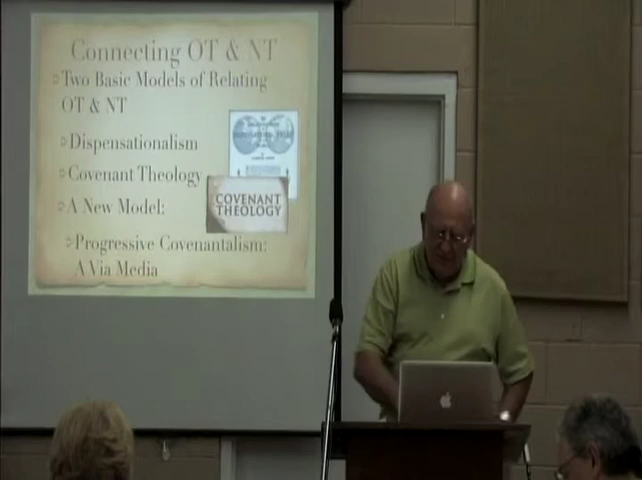 Connecting OT & NT
Two Basic Models of Relating
OT & NT
Dispensationalism
Covenant Theology
COVENANT
THEOLOGY
A New Model:
Progressive Covenantalism:
A Via Media